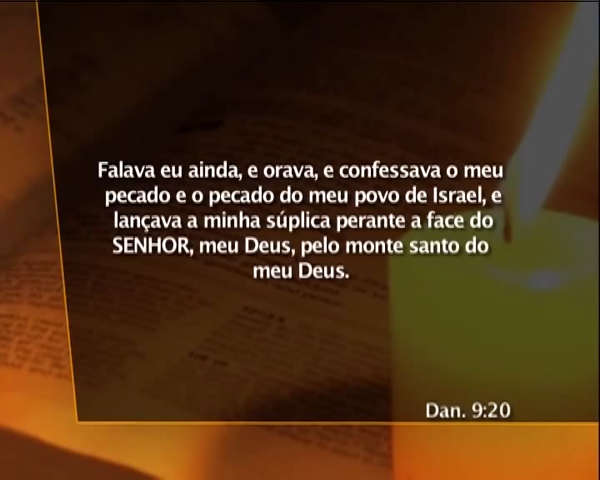 Falava eu ainda, e orava, e confessava o meu
pecado e o pecado do meu povo de Israel, e
lançava a minha súplica perante a face do
SENHOR, meu Deus, pelo monte santo do
meu Deus.
Dan. 9:20